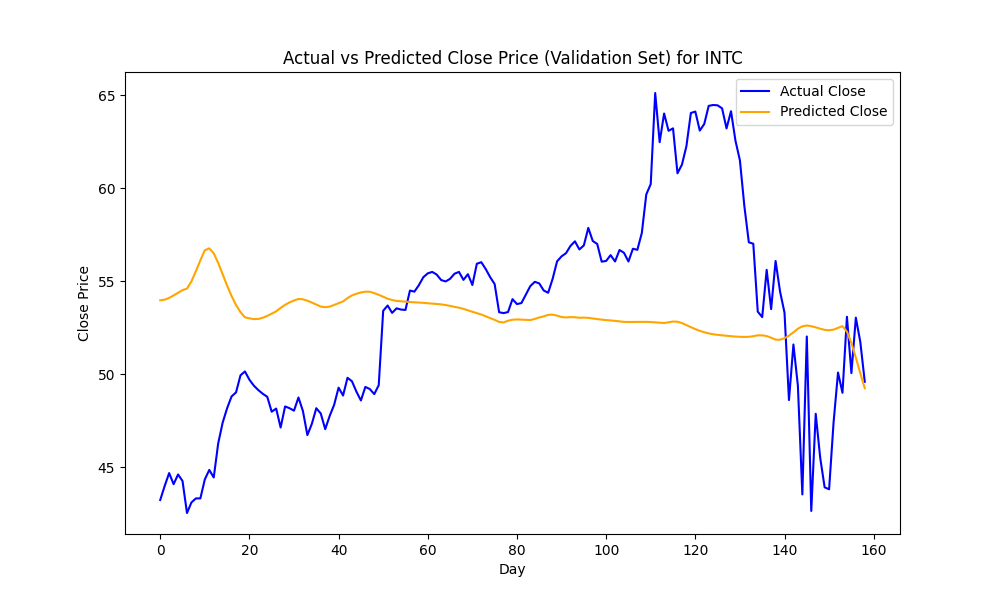 Actual vs Predicted Close Price (Validation Set) for INTC
Actual Close
Predicted Close
Close Price
65
60
55
50
45
0 20 40 60 80 100 120 140 160
Day